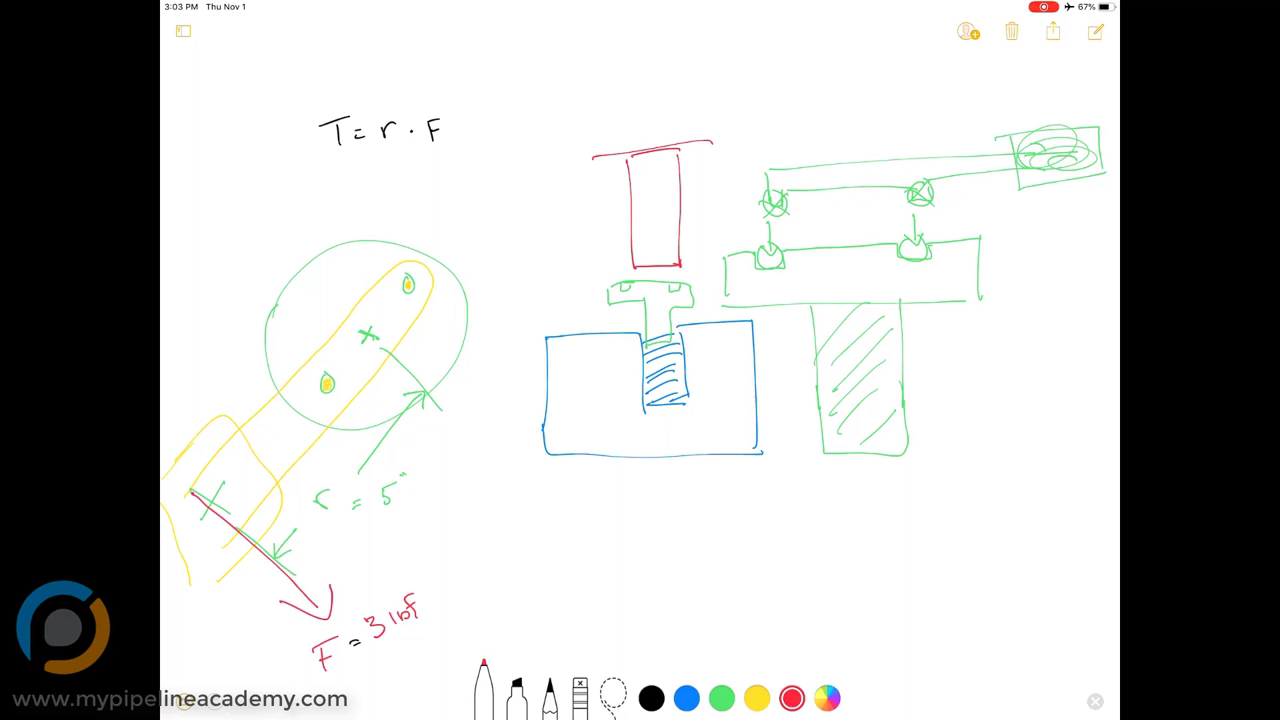 3:03 PM Thu Nov 1
67%
T = r · F
r = 5"
F = 3 lbf
www.mypipelineacademy.com